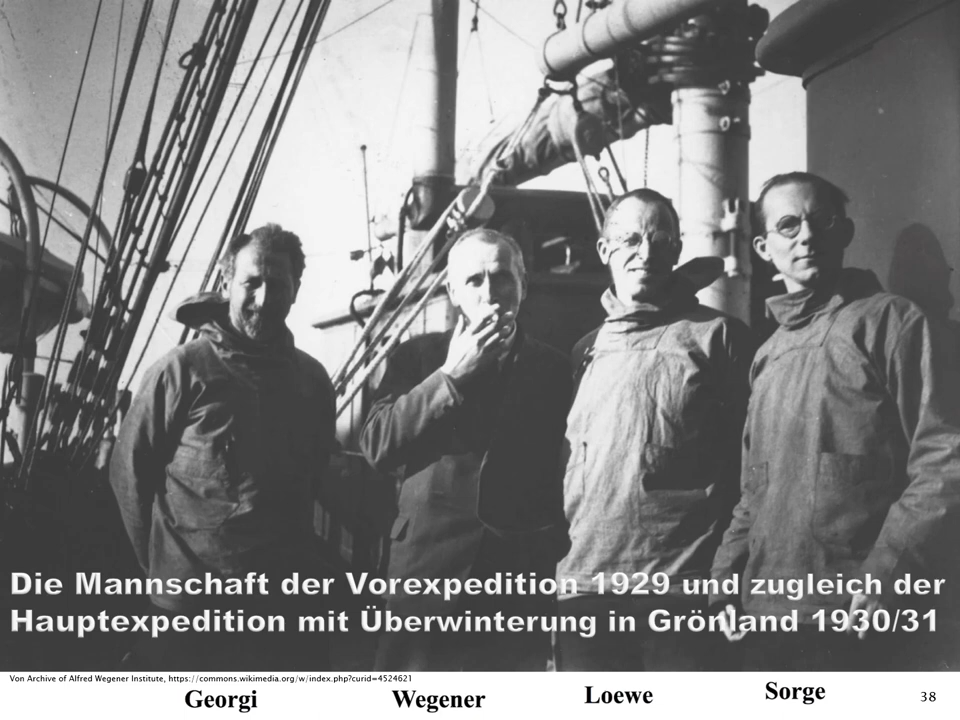 Die Mannschaft der Vorexpedition 1929 und zugleich der
Hauptexpedition mit Überwinterung in Grönland 1930/31
Von Archive of Alfred Wegener Institute, https://commons.wikimedia.org/w/index.php?curid=4524621
Georgi Wegener Loewe Sorge 38